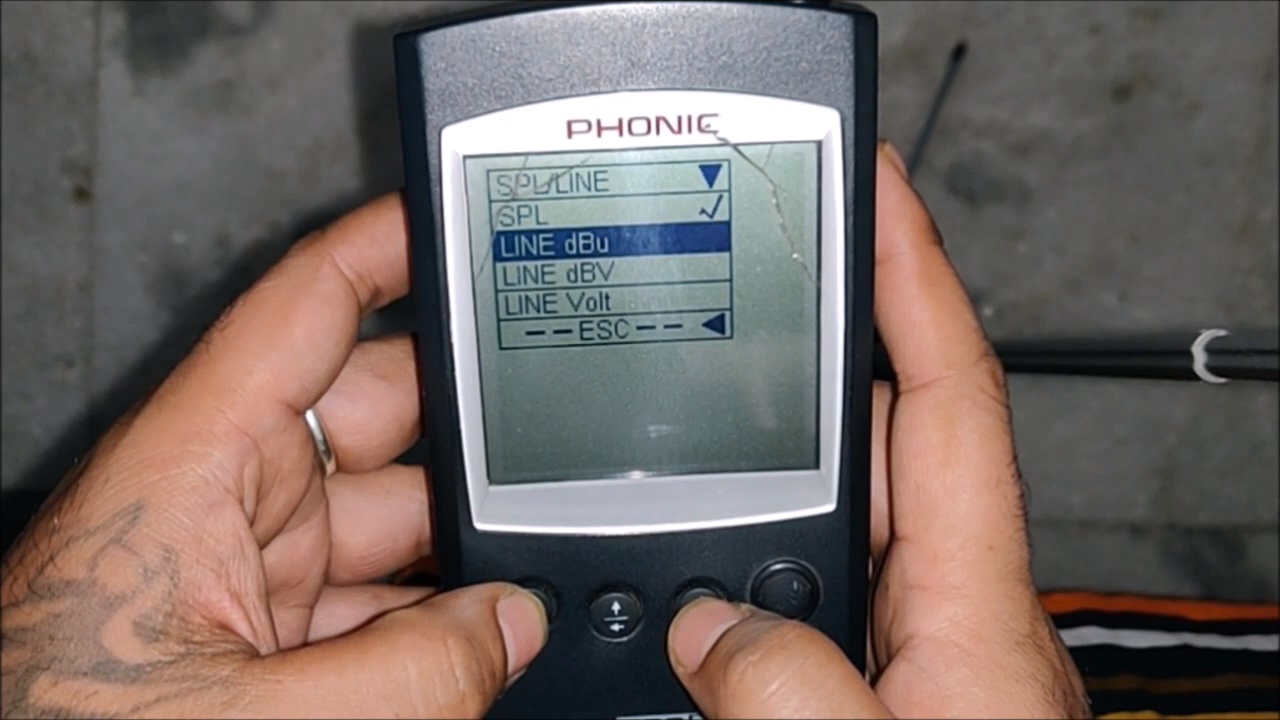 PHONIC
SPL/LINE
SPL
LINE dBu
LINE dBV
LINE Volt
--ESC--